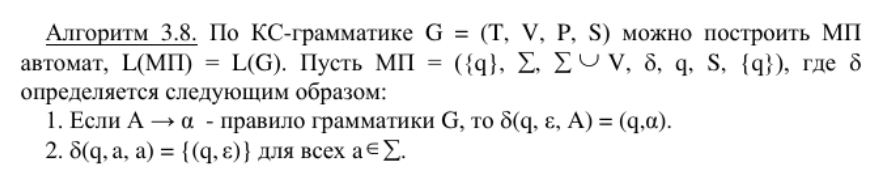 Алгоритм 3.8. По КС-грамматике G = (T, V, P, S) можно построить МП
автомат, L(МП) = L(G). Пусть МП = ({q}, ∑, ∑ ∪ V, δ, q, S, {q}), где δ
определяется следующим образом:
1. Если A → α - правило грамматики G, то δ(q, ε, A) = (q,α).
2. δ(q, a, a) = {(q, ε)} для всех a∈∑.